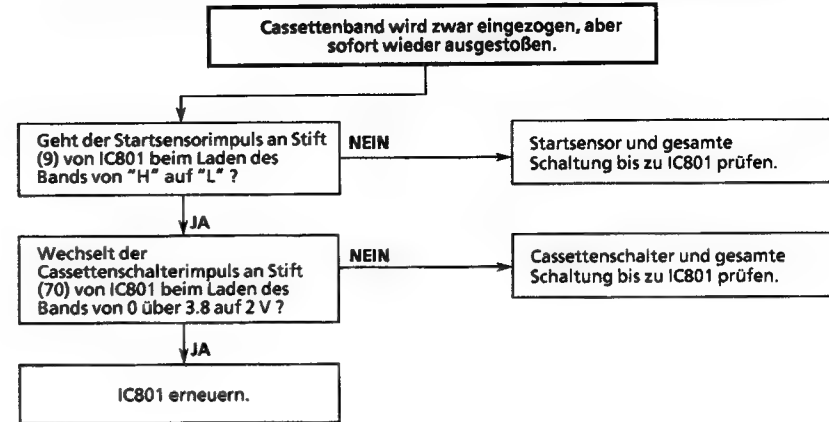 Cassettenband wird zwar eingezogen, aber
sofort wieder ausgestoßen.
Geht der Startsensorimpuls an Stift
(9) von IC801 beim Laden des
Bands von "H" auf "L" ?
NEIN
Startsensor und gesamte
Schaltung bis zu IC801 prüfen.
JA
Wechselt der
Cassettenschalterimpuls an Stift
(70) von IC801 beim Laden des
Bands von 0 über 3.8 auf 2 V ?
NEIN
Cassettenschalter und gesamte
Schaltung bis zu IC801 prüfen.
JA
IC801 erneuern.